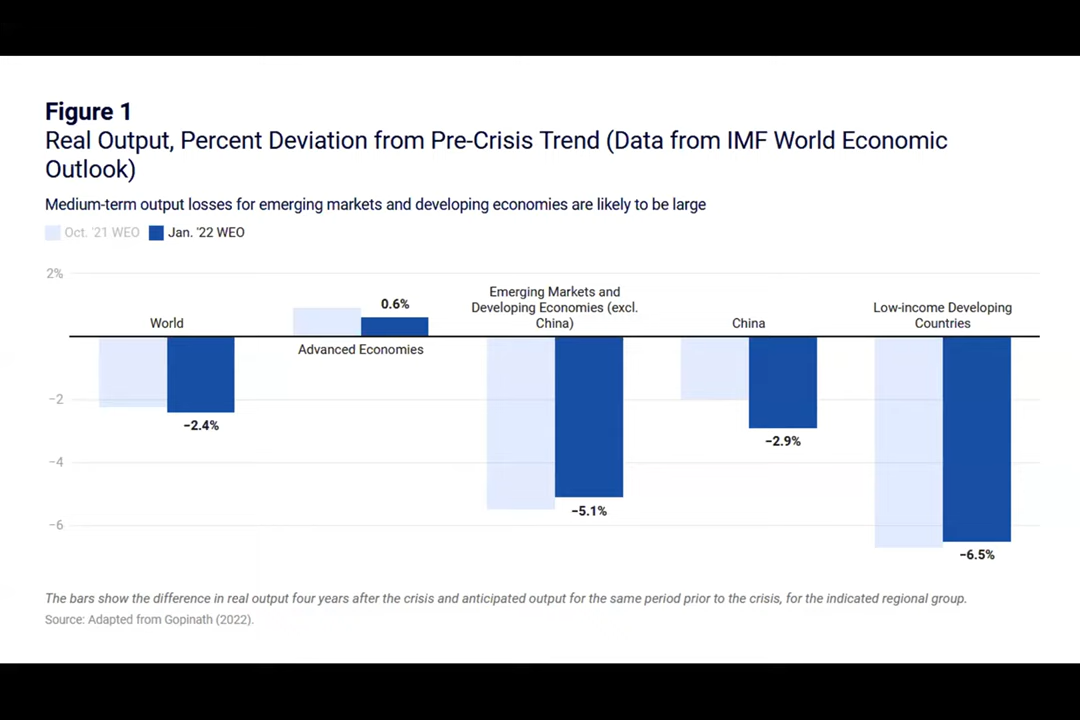 Figure 1
Real Output, Percent Deviation from Pre-Crisis Trend (Data from IMF World Economic
Outlook)
Medium-term output losses for emerging markets and developing economies are likely to be large
Oct. '21 WEO Jan. '22 WEO
2%
Emerging Markets and
Developing Economies (excl.
China)
0.6%
Low-income Developing
Countries
World
China
Advanced Economies
−2
−2.4%
−2.9%
−4
−5.1%
−6
−6.5%
The bars show the difference in real output four years after the crisis and anticipated output for the same period prior to the crisis, for the indicated regional group.
Source: Adapted from Gopinath (2022).